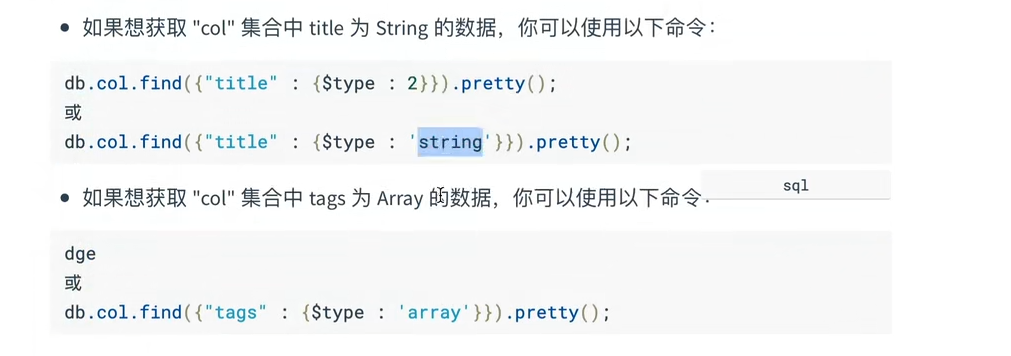 • 如果想获取 "col" 集合中 title 为 String 的数据，你可以使用以下命令：
db.col.find({"title" : {$type : 2}}).pretty();
或
db.col.find({"title" : {$type : 'string'}}).pretty();
sql
• 如果想获取 "col" 集合中 tags 为 Array 的数据，你可以使用以下命令
dge
或
db.col.find({"tags" : {$type : 'array'}}).pretty();